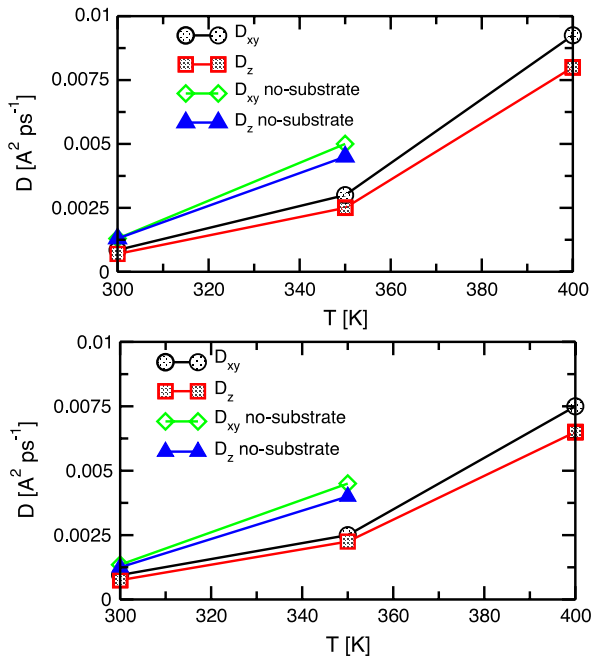 0.01
D_xy
D_z
D_xy no-substrate
D_z no-substrate
0.0075
0.005
0.0025
0
D [A² ps⁻¹]
300 320 340 360 380 400
T [K]
0.01
D_xy
D_z
D_xy no-substrate
D_z no-substrate
0.0075
0.005
0.0025
0
D [A² ps⁻¹]
300 320 340 360 380 400
T [K]